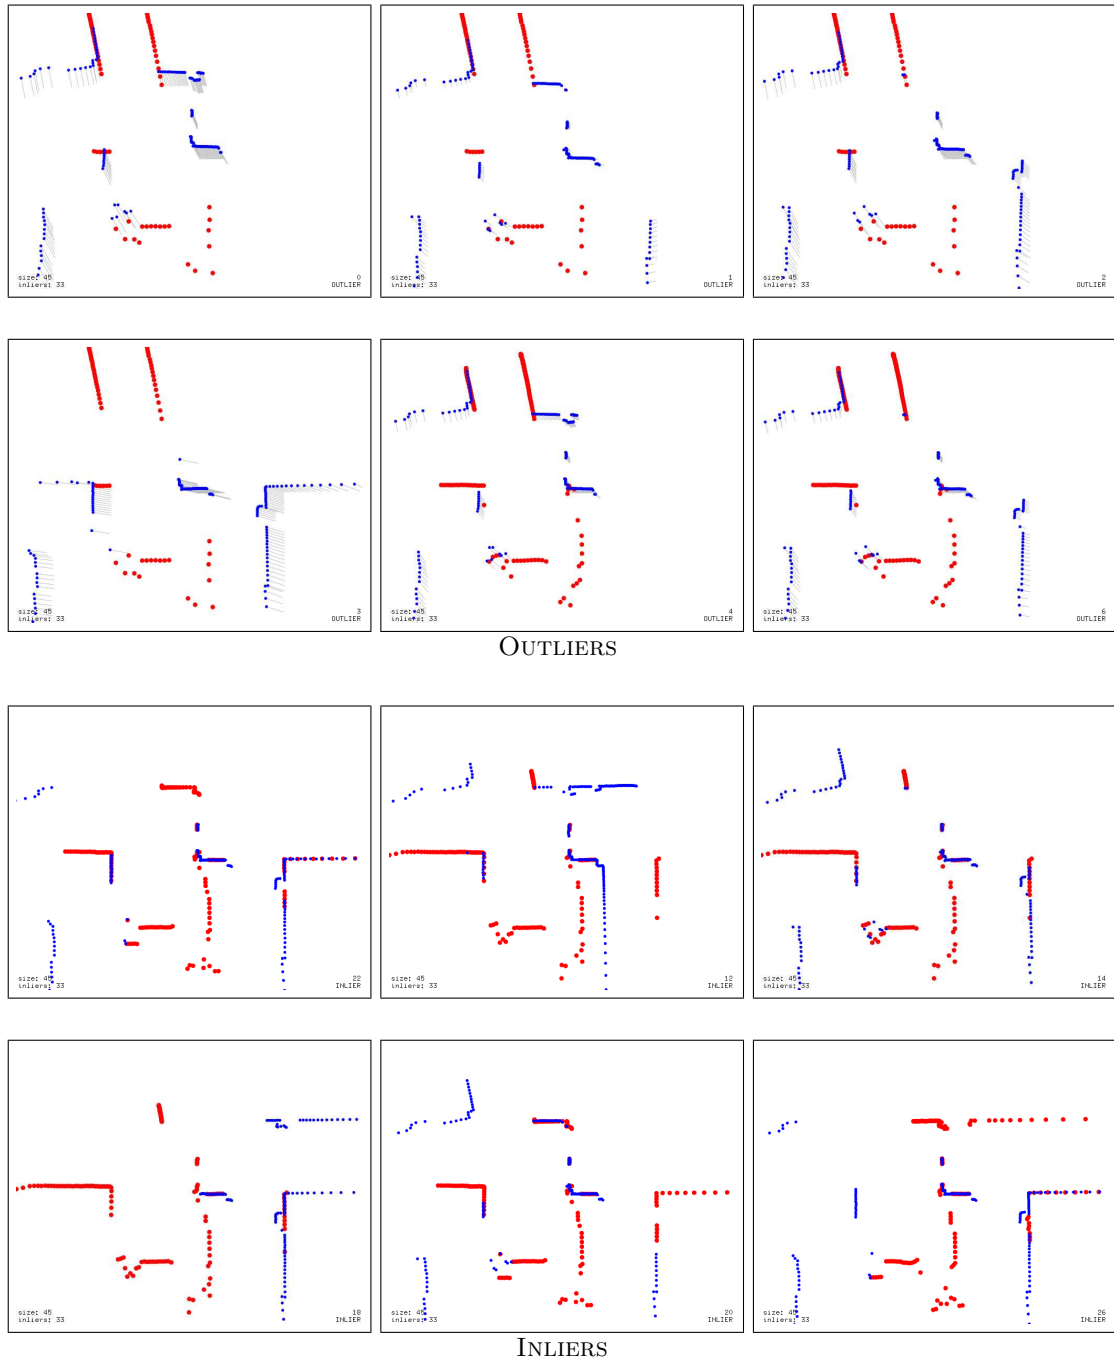 size: 45 0
inliers: 33 OUTLIER
size: 45 1
inliers: 33 OUTLIER
size: 45 2
inliers: 33 OUTLIER
size: 45 3
inliers: 33 OUTLIER
size: 45 4
inliers: 33 OUTLIER
size: 45 6
inliers: 33 OUTLIER
OUTLIERS
size: 45 22
inliers: 33 INLIER
size: 45 12
inliers: 33 INLIER
size: 45 14
inliers: 33 INLIER
size: 45 18
inliers: 33 INLIER
size: 45 20
inliers: 33 INLIER
size: 45 26
inliers: 33 INLIER
INLIERS